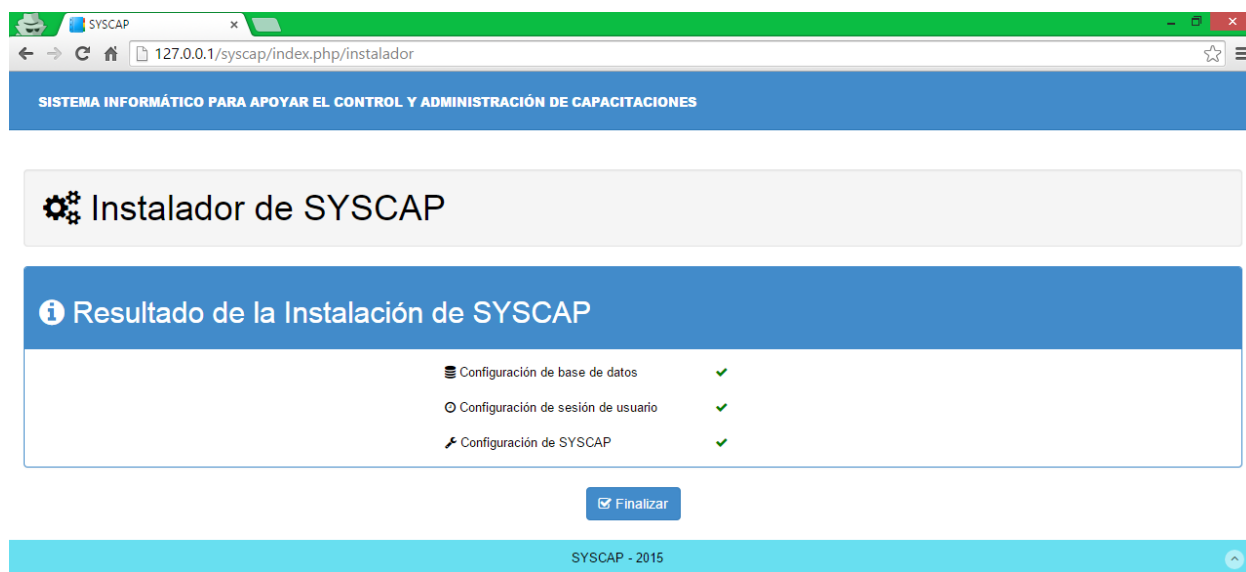 SYSCAP
127.0.0.1/syscap/index.php/instalador
SISTEMA INFORMÁTICO PARA APOYAR EL CONTROL Y ADMINISTRACIÓN DE CAPACITACIONES
Instalador de SYSCAP
Resultado de la Instalación de SYSCAP
Configuración de base de datos
Configuración de sesión de usuario
Configuración de SYSCAP
Finalizar
SYSCAP - 2015